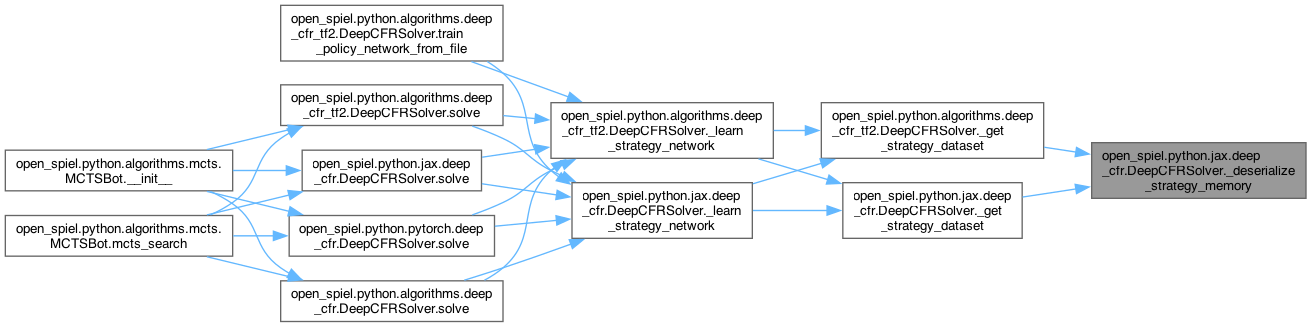 open_spiel.python.algorithms.deep
_cfr_tf2.DeepCFRSolver.train
_policy_network_from_file
open_spiel.python.algorithms.deep
_cfr_tf2.DeepCFRSolver.solve
open_spiel.python.algorithms.mcts.
MCTSBot.__init__
open_spiel.python.jax.deep
_cfr.DeepCFRSolver.solve
open_spiel.python.algorithms.mcts.
MCTSBot.mcts_search
open_spiel.python.pytorch.deep
_cfr.DeepCFRSolver.solve
open_spiel.python.algorithms.deep
_cfr.DeepCFRSolver.solve
open_spiel.python.algorithms.deep
_cfr_tf2.DeepCFRSolver._learn
_strategy_network
open_spiel.python.jax.deep
_cfr.DeepCFRSolver._learn
_strategy_network
open_spiel.python.algorithms.deep
_cfr_tf2.DeepCFRSolver._get
_strategy_dataset
open_spiel.python.jax.deep
_cfr.DeepCFRSolver._get
_strategy_dataset
open_spiel.python.jax.deep
_cfr.DeepCFRSolver._deserialize
_strategy_memory